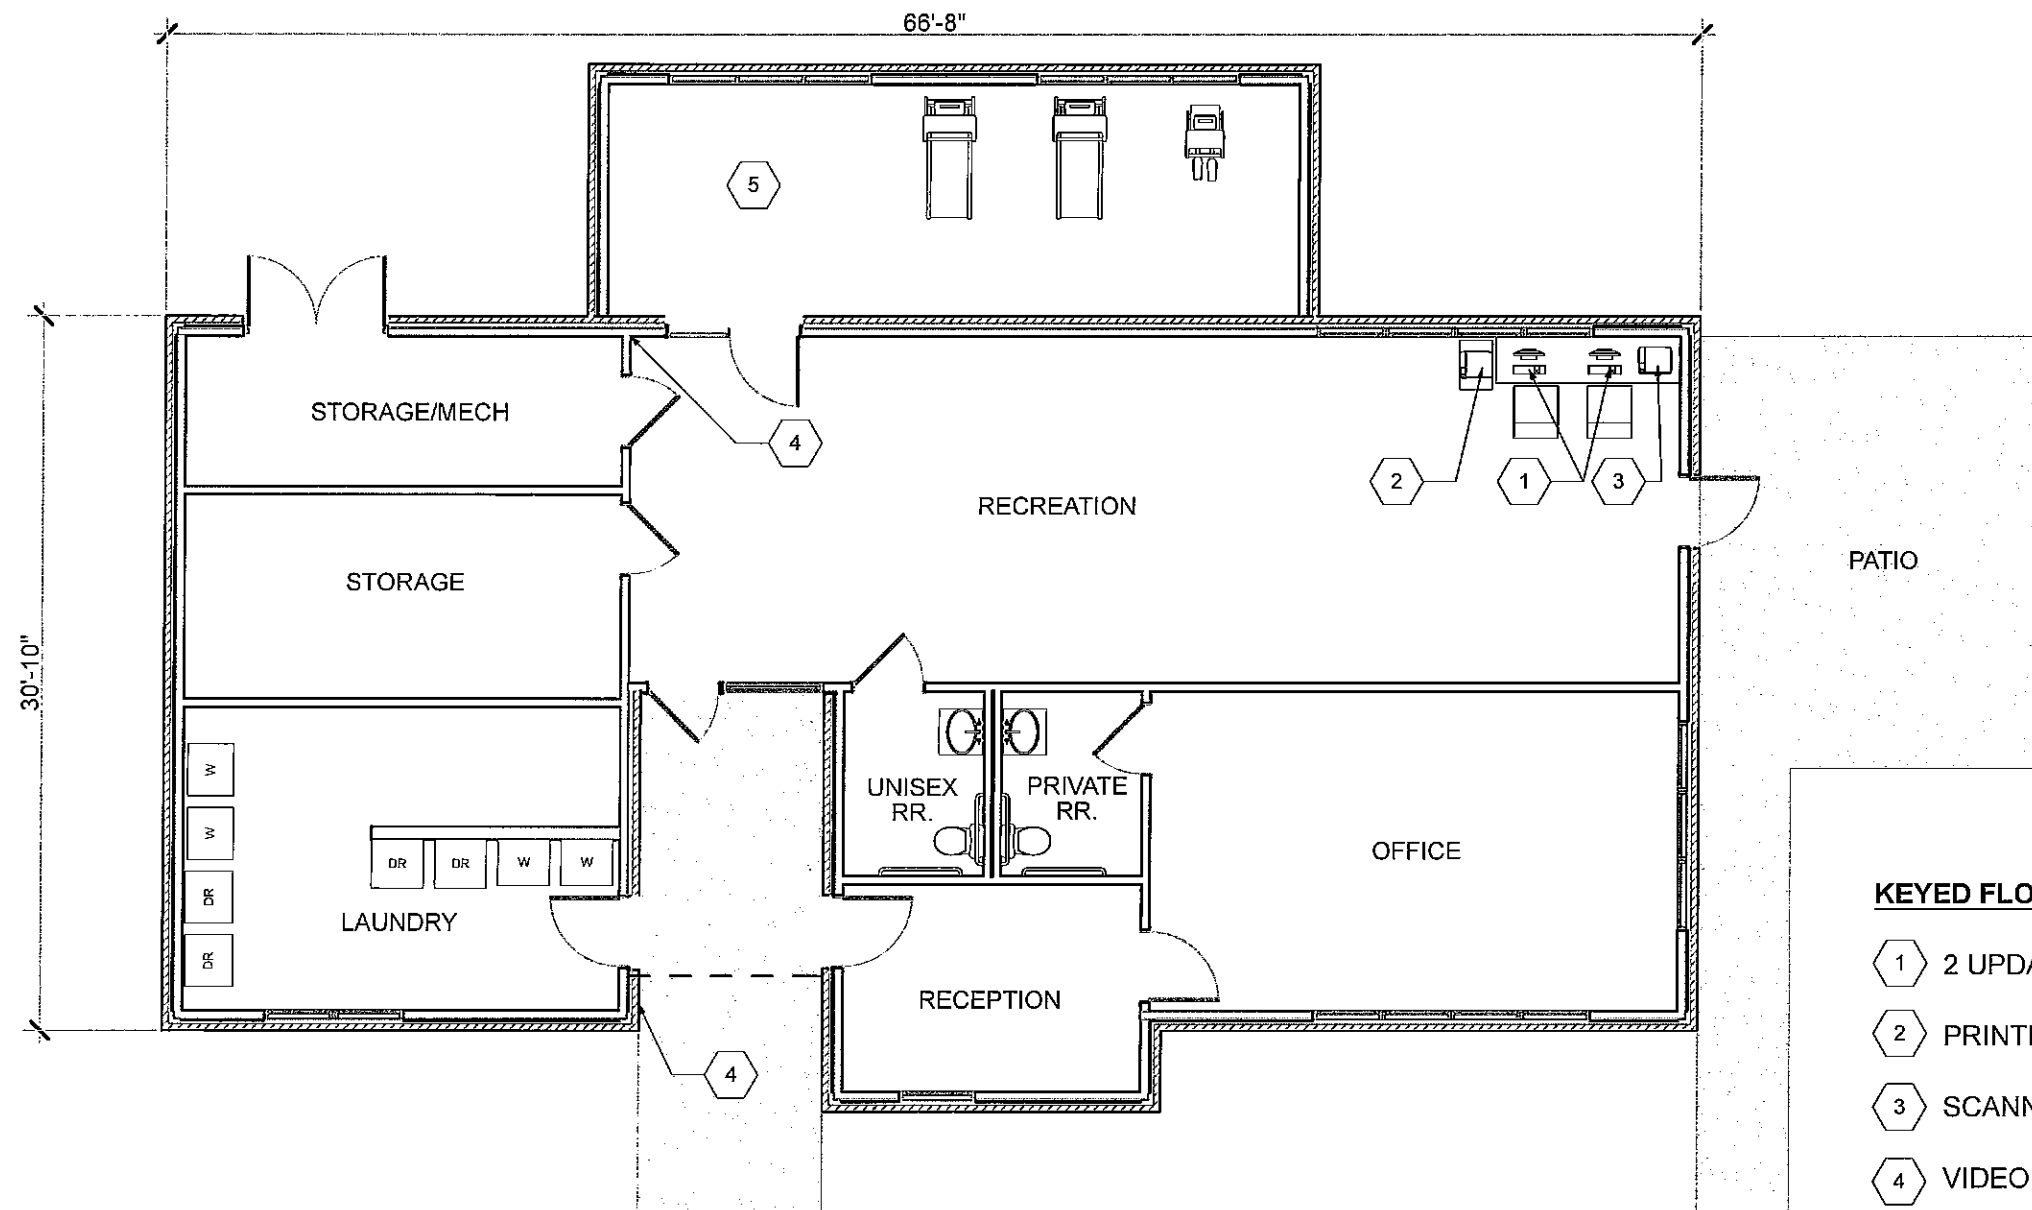 66'-8"
5
STORAGE/MECH
4
2
1
3
RECREATION
PATIO
STORAGE
30'-10"
W
W
DR
DR
DR
DR
W
W
LAUNDRY
UNISEX
RR.
PRIVATE
RR.
OFFICE
RECEPTION
4
KEYED FLO
1 2 UPDA
2 PRINT
3 SCANN
4 VIDEO